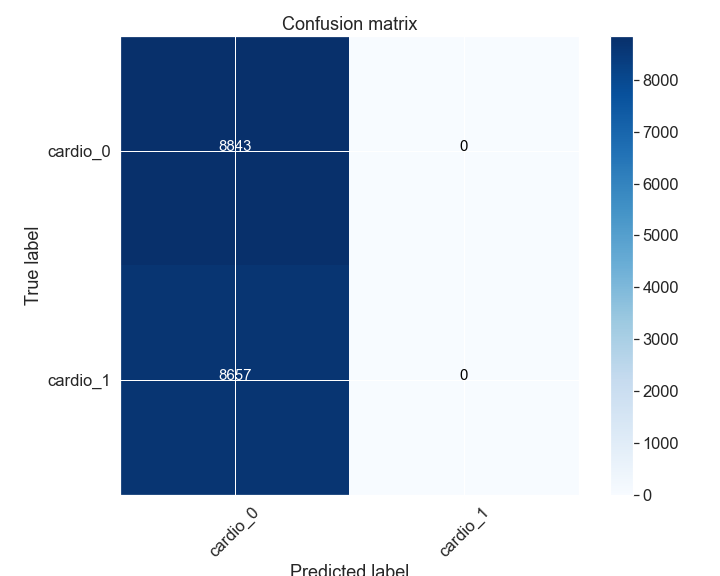 Confusion matrix
cardio_0
8843
0
cardio_1
8657
0
True label
cardio_0
cardio_1
Predicted label
8000
7000
6000
5000
4000
3000
2000
1000
0